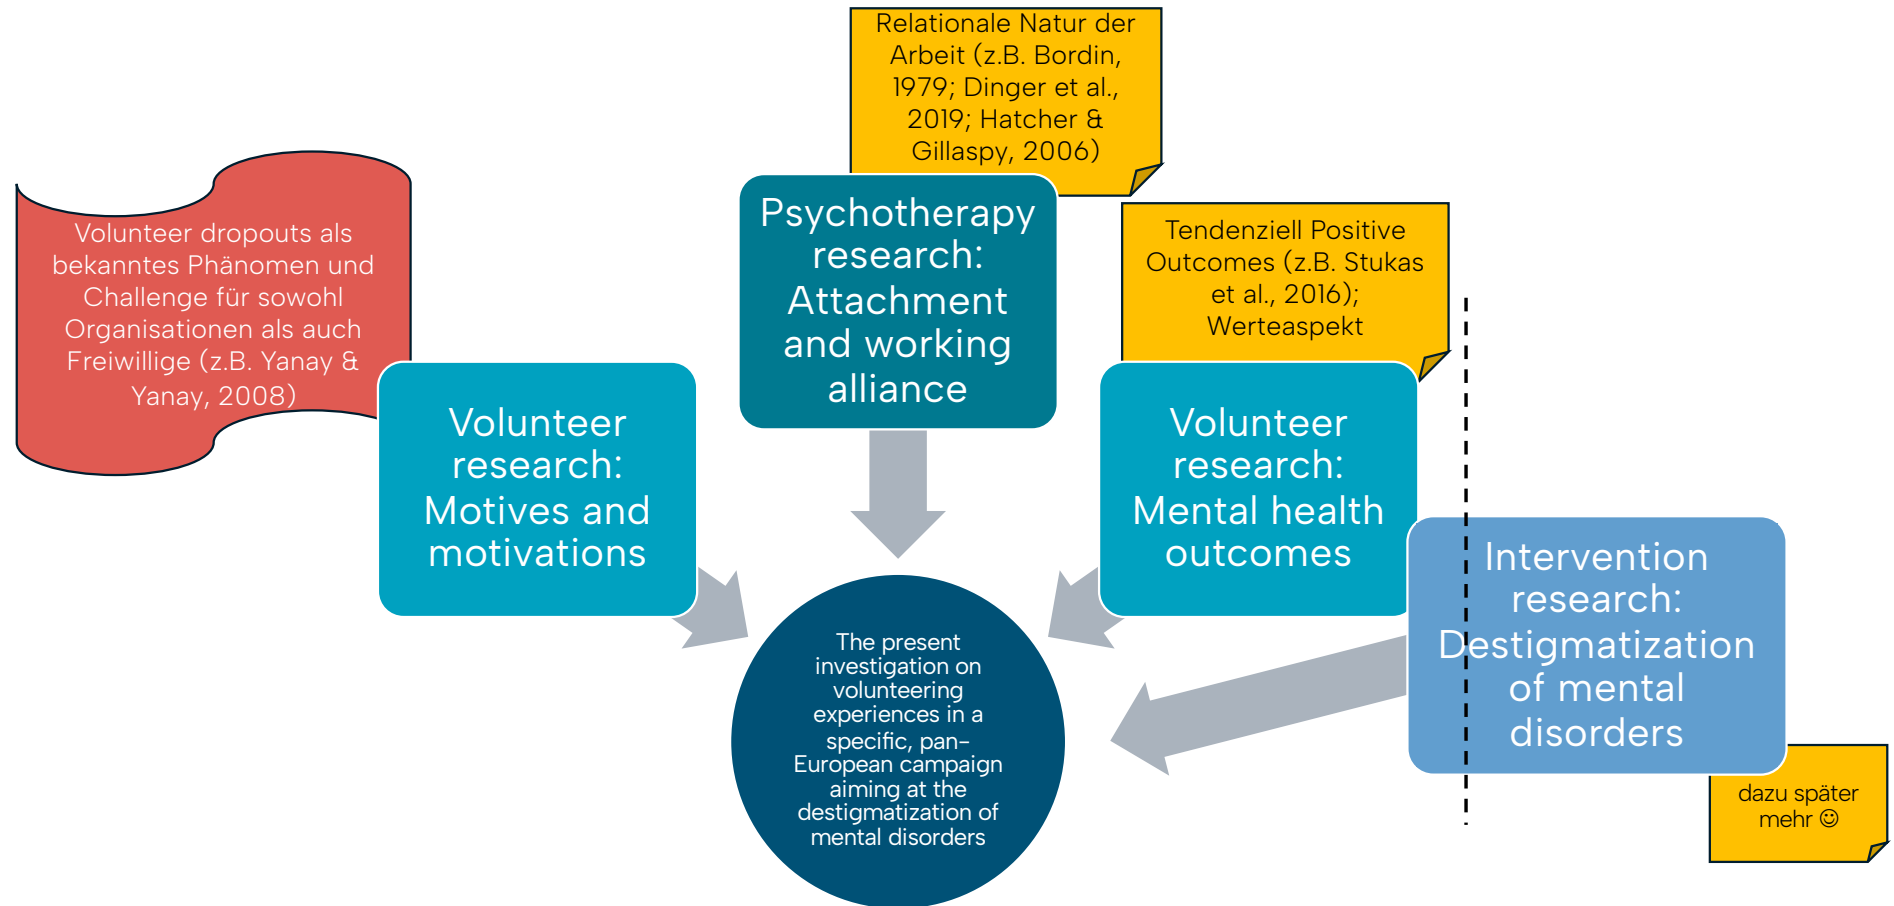 Relationale Natur der
Arbeit (z.B. Bordin,
1979; Dinger et al.,
2019; Hatcher &
Gillaspy, 2006)
Volunteer dropouts als
bekanntes Phänomen und
Challenge für sowohl
Organisationen als auch
Freiwillige (z.B. Yanay &
Yanay, 2008)
Psychotherapy
research:
Attachment
and working
alliance
Tendenziell Positive
Outcomes (z.B. Stukas
et al., 2016);
Werteaspekt
Volunteer
research:
Motives and
motivations
Volunteer
research:
Mental health
outcomes
Intervention
research:
Destigmatization
of mental
disorders
The present
investigation on
volunteering
experiences in a
specific, pan-
European campaign
aiming at the
destigmatization of
mental disorders
dazu später
mehr ☺